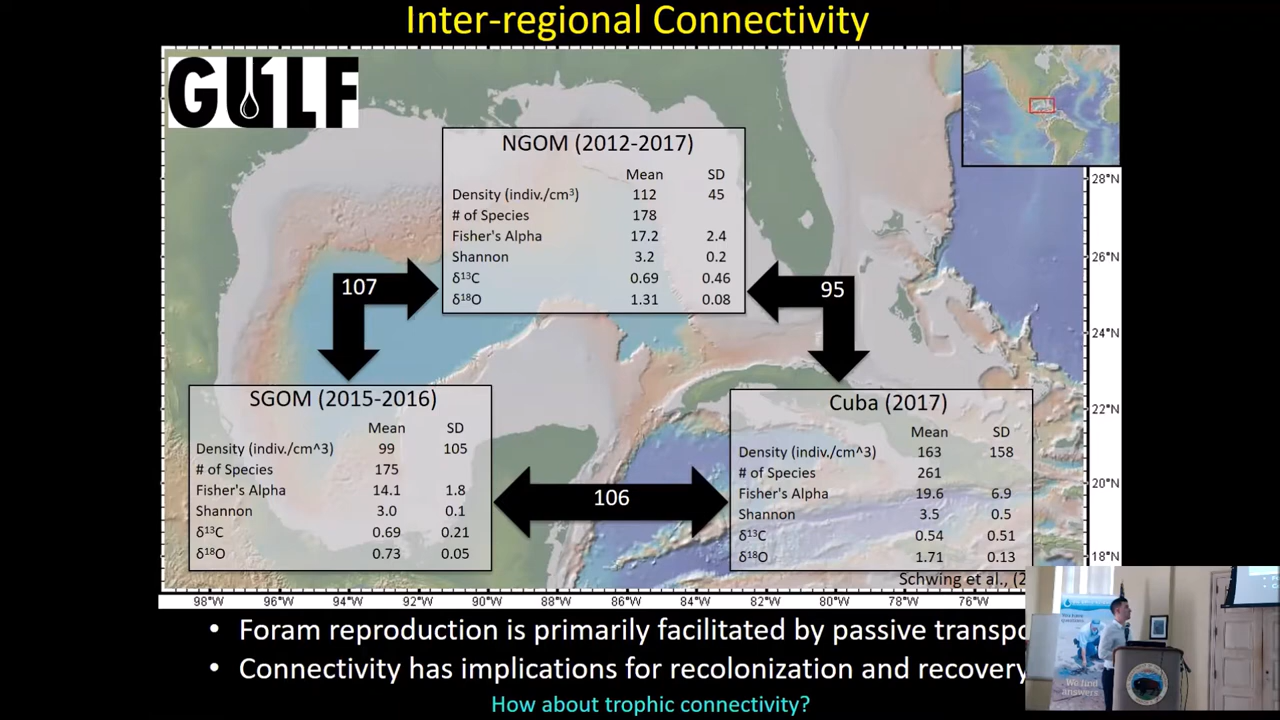 Inter-regional Connectivity
GULF
NGOM (2012-2017)
Mean SD
Density (indiv./cm³) 112 45
# of Species 178
Fisher's Alpha 17.2 2.4
Shannon 3.2 0.2
δ¹³C 0.69 0.46
δ¹⁸O 1.31 0.08
28°N
26°N
24°N
22°N
20°N
18°N
107
95
SGOM (2015-2016)
Mean SD
Density (indiv./cm^3) 99 105
# of Species 175
Fisher's Alpha 14.1 1.8
Shannon 3.0 0.1
δ¹³C 0.69 0.21
δ¹⁸O 0.73 0.05
106
Cuba (2017)
Mean SD
Density (indiv./cm^3) 163 158
# of Species 261
Fisher's Alpha 19.6 6.9
Shannon 3.5 0.5
δ¹³C 0.54 0.51
δ¹⁸O 1.71 0.13
Schwing et al., (2
98°W 96°W 94°W 92°W 90°W 88°W 86°W 84°W 82°W 80°W 78°W 76°W
• Foram reproduction is primarily facilitated by passive transpo
• Connectivity has implications for recolonization and recovery
How about trophic connectivity?
We find
answers